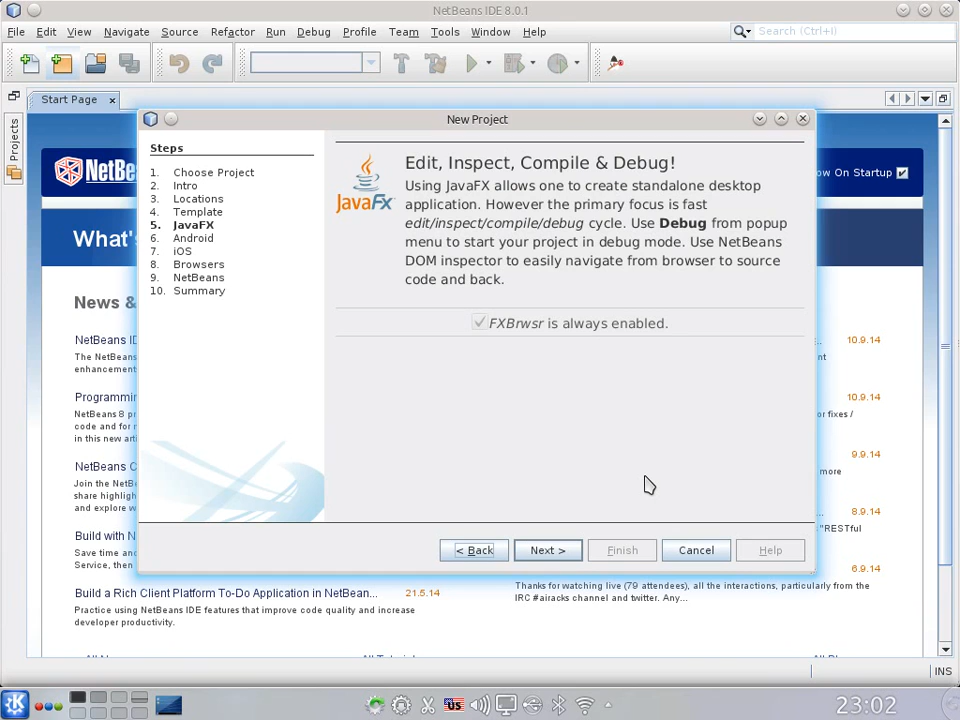 NetBeans IDE 8.0.1
File Edit View Navigate Source Refactor Run Debug Profile Team Tools Window Help
Search (Ctrl+I)
Start Page
Projects
New Project
Steps
1. Choose Project
2. Intro
3. Locations
4. Template
5. JavaFX
6. Android
7. iOS
8. Browsers
9. NetBeans
10. Summary
JavaFX
Edit, Inspect, Compile & Debug!
Using JavaFX allows one to create standalone desktop
application. However the primary focus is fast
edit/inspect/compile/debug cycle. Use Debug from popup
menu to start your project in debug mode. Use NetBeans
DOM inspector to easily navigate from browser to source
code and back.
FXBrwsr is always enabled.
< Back Next > Finish Cancel Help
NetB
ow On Startup
What'
News &
NetBeans ID
The NetBeans
enhancement
Programmin
NetBeans 8 p
code and for
in this new art
NetBeans C
Join the NetB
share highligh
and explore w
Build with N
Save time an
Service, then
Build a Rich Client Platform To-Do Application in NetBean... 21.5.14
Practice using NetBeans IDE features that improve code quality and increase
developer productivity.
10.9.14
nt
10.9.14
or fixes /
9.9.14
more
8.9.14
"RESTful
6.9.14
Thanks for watching live (79 attendees), all the interactions, particularly from the
IRC #airacks channel and twitter. Any...
INS
us
23:02